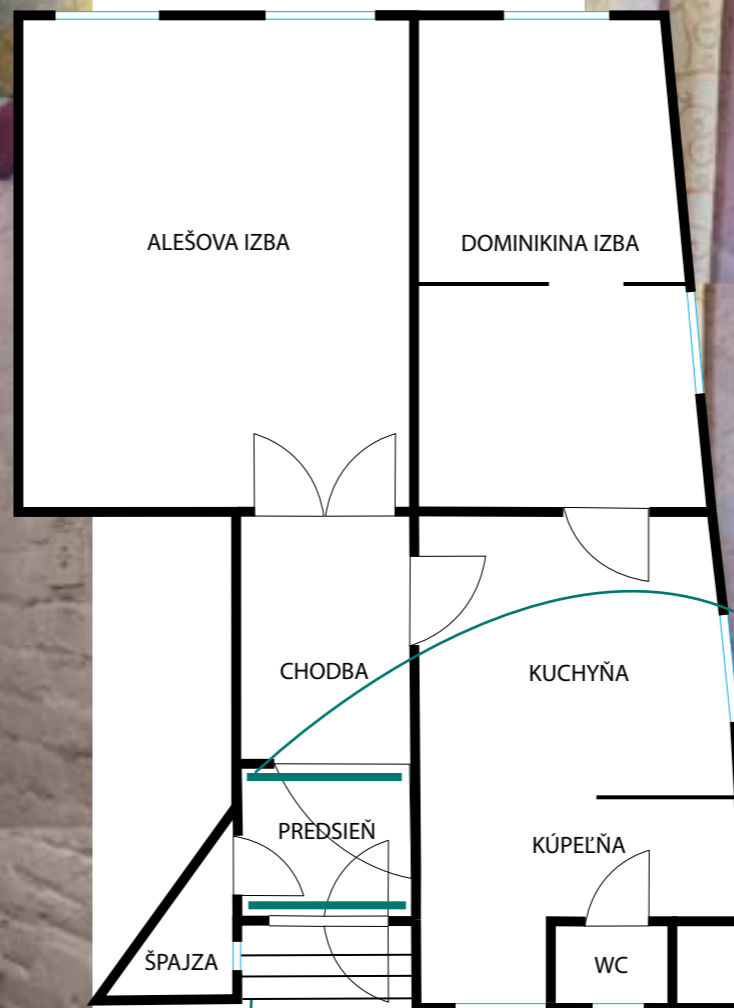 ALEŠOVA IZBA
DOMINIKINA IZBA
CHODBA
KUCHYŇA
PREDSIEŇ
KÚPEĽŇA
ŠPAJZA
WC